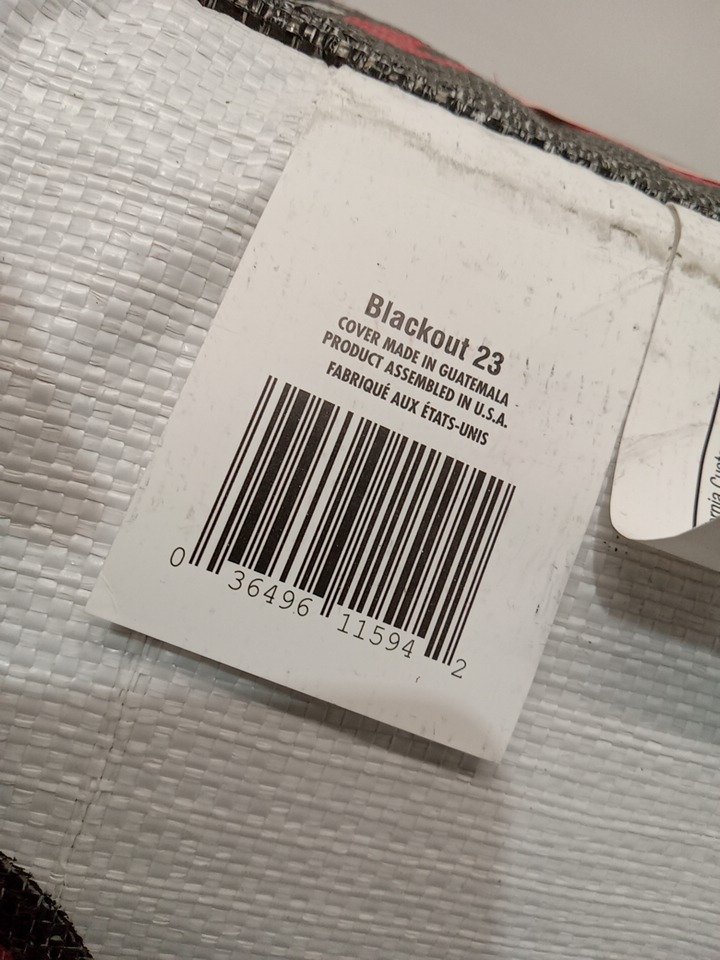 Blackout 23
COVER MADE IN GUATEMALA
PRODUCT ASSEMBLED IN U.S.A.
FABRIQUÉ AUX ÉTATS-UNIS
0 36496 11594 2